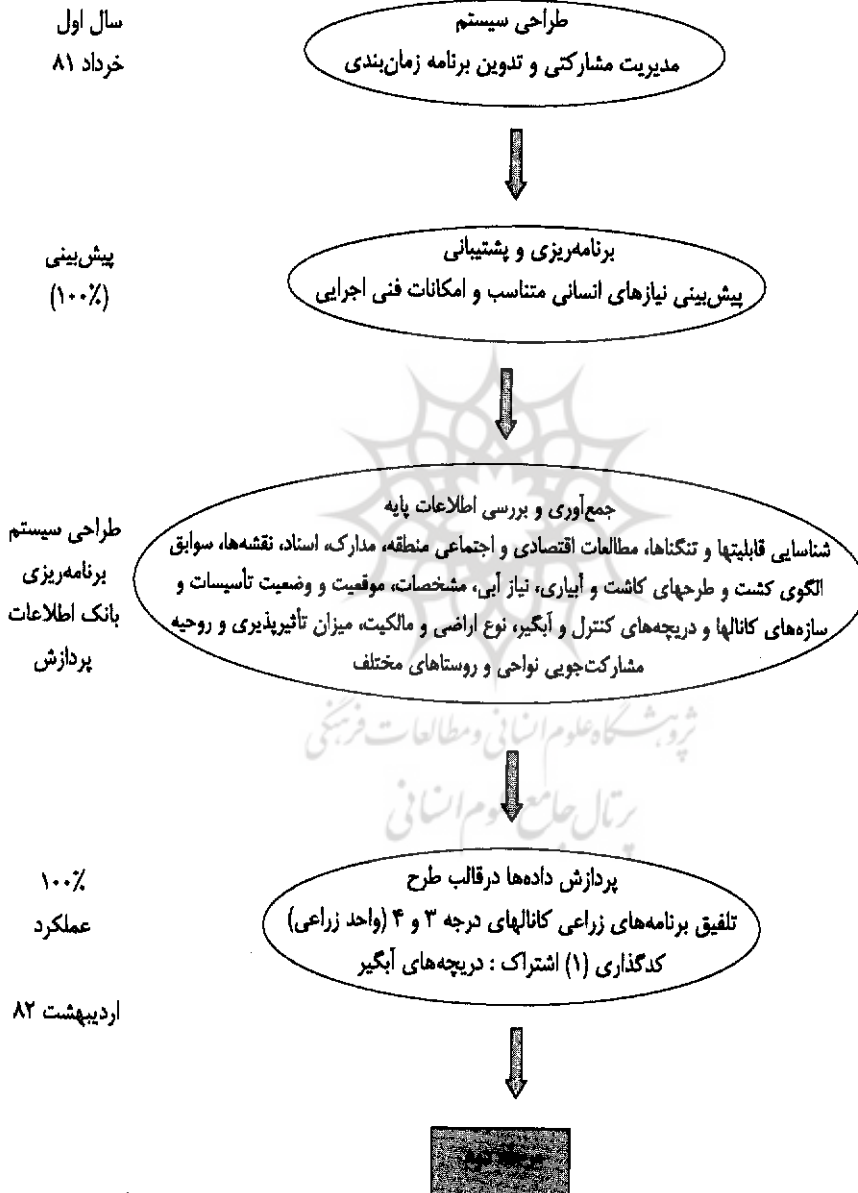 سال اول
خرداد ۸۱
طراحی سیستم
مدیریت مشارکتی و تدوین برنامه زمان‌بندی
پیش‌بینی
(۱۰۰٪)
برنامه‌ریزی و پشتیبانی
پیش‌بینی نیازهای انسانی متناسب و امکانات فنی اجرایی
جمع‌آوری و بررسی اطلاعات پایه
شناسایی قابلیتها و تنگناها، مطالعات اقتصادی و اجتماعی منطقه، مدارک، اسناد، نقشه‌ها، سوابق
الگوی کشت و طرحهای کاشت و آبیاری، نیاز آبی، مشخصات، موقعیت و وضعیت تأسیسات و
سازه‌های کانالها و دریچه‌های کنترل و آبگیر، نوع اراضی و مالکیت، میزان تأثیرپذیری و روحیه
مشارکت‌جویی نواحی و روستاهای مختلف
طراحی سیستم
برنامه‌ریزی
بانک اطلاعات
پردازش
پژوهشگاه علوم انسانی و مطالعات فرهنگی
پرتال جامع علوم انسانی
پردازش داده‌ها درقالب طرح
تلفیق برنامه‌های زراعی کانالهای درجه ۳ و ۴ (واحد زراعی)
کدگذاری (۱) اشتراک : دریچه‌های آبگیر
۱۰۰٪
عملکرد
اردیبهشت ۸۲